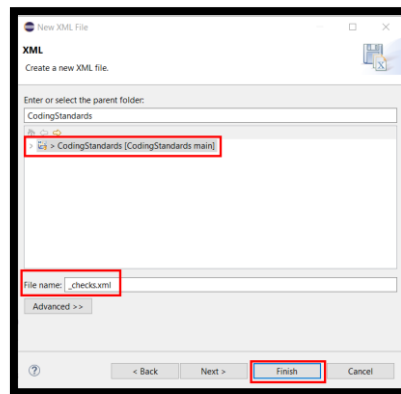 New XML File
XML
Create a new XML file.
Enter or select the parent folder:
CodingStandards
> CodingStandards [CodingStandards main]
File name: _checks.xml
Advanced >>
< Back Next > Finish Cancel